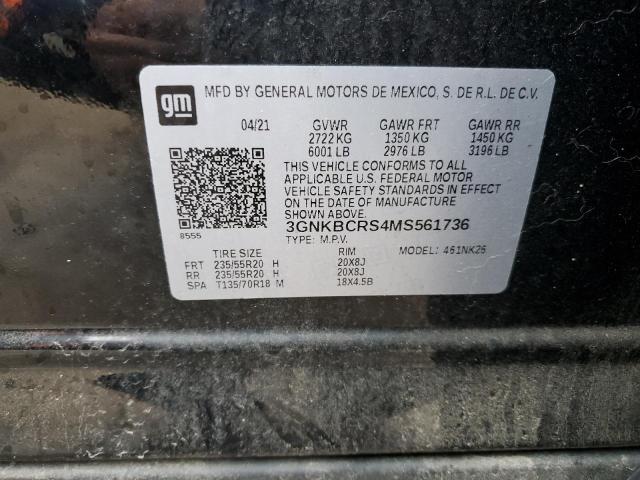 gm MFD BY GENERAL MOTORS DE MEXICO, S. DE R.L. DE C.V.
04/21 GVWR GAWR FRT GAWR RR
2722 KG 1350 KG 1450 KG
6001 LB 2976 LB 3196 LB
THIS VEHICLE CONFORMS TO ALL
APPLICABLE U.S. FEDERAL MOTOR
VEHICLE SAFETY STANDARDS IN EFFECT
ON THE DATE OF MANUFACTURE
SHOWN ABOVE.
3GNKBCRS4MS561736
8555 TYPE: M.P.V. MODEL: 461NK26
TIRE SIZE RIM
FRT 235/55R20 H 20X8J
RR 235/55R20 H 20X8J
SPA T135/70R18 M 18X4.5B